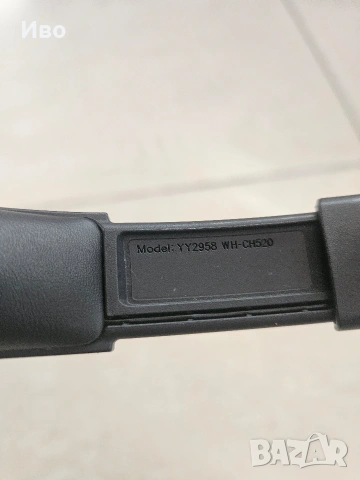 Иво
Model: YY2958 WH-CH520
BAZAR